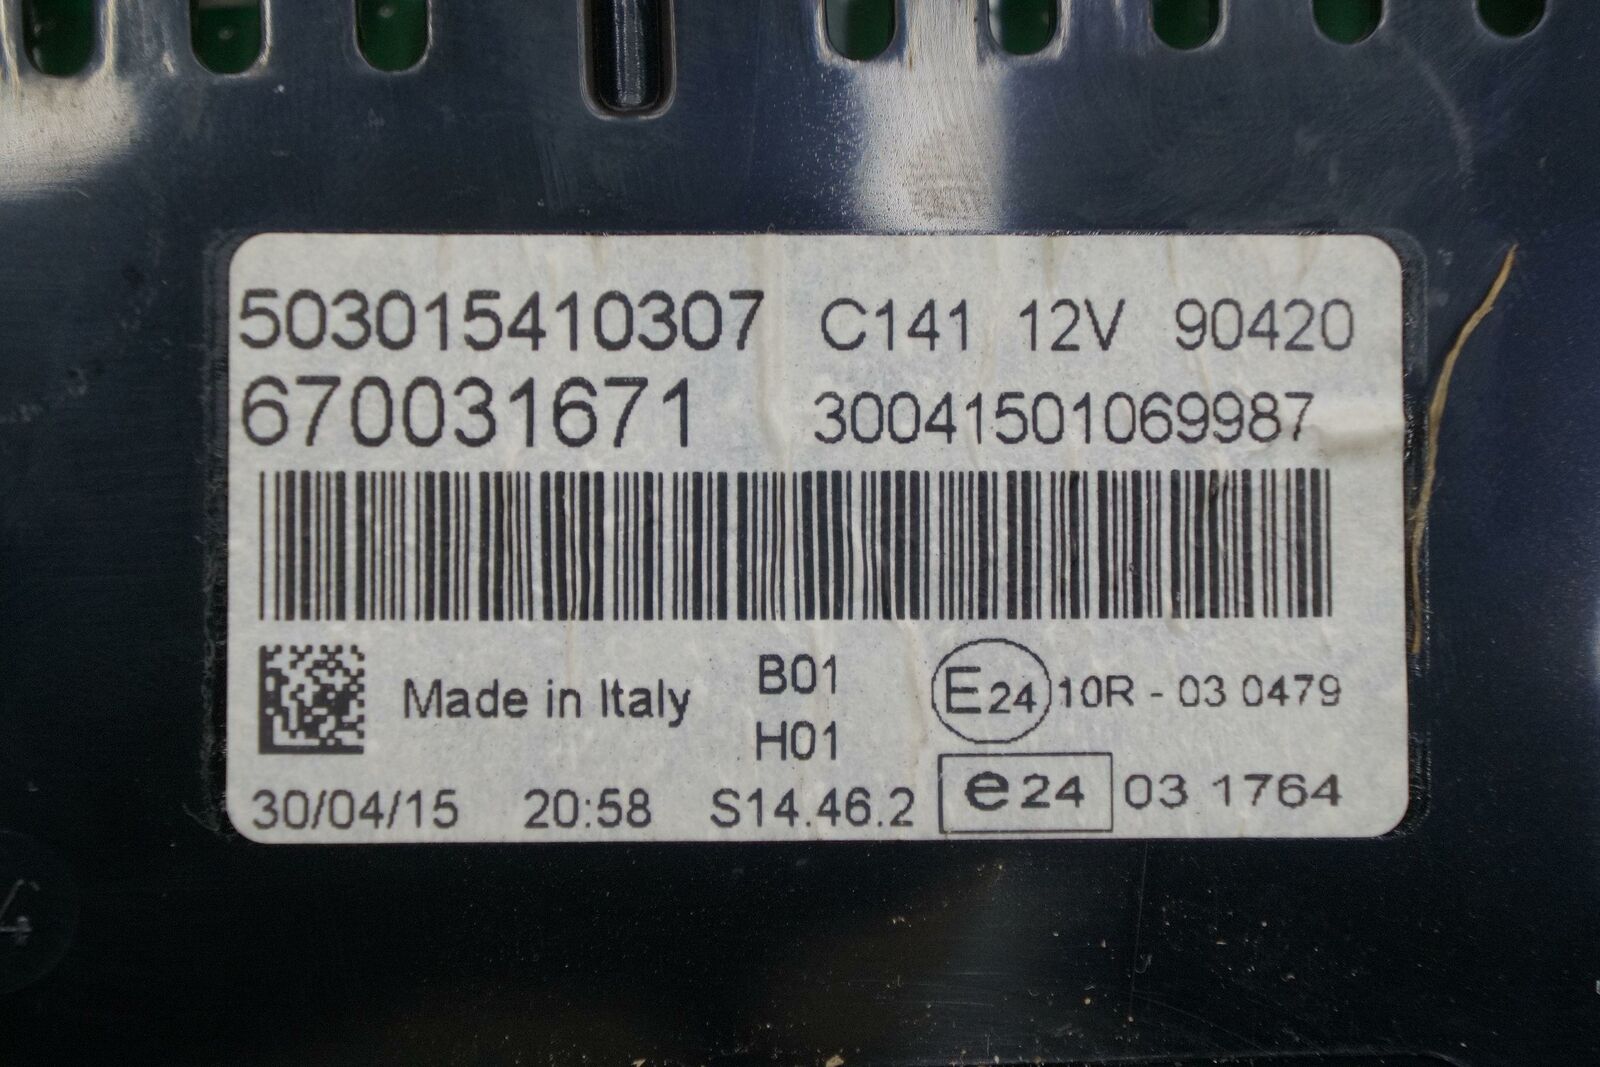 503015410307 C141 12V 90420
670031671 30041501069987
Made in Italy B01 E24 10R - 03 0479
H01
30/04/15 20:58 S14.46.2 e24 03 1764